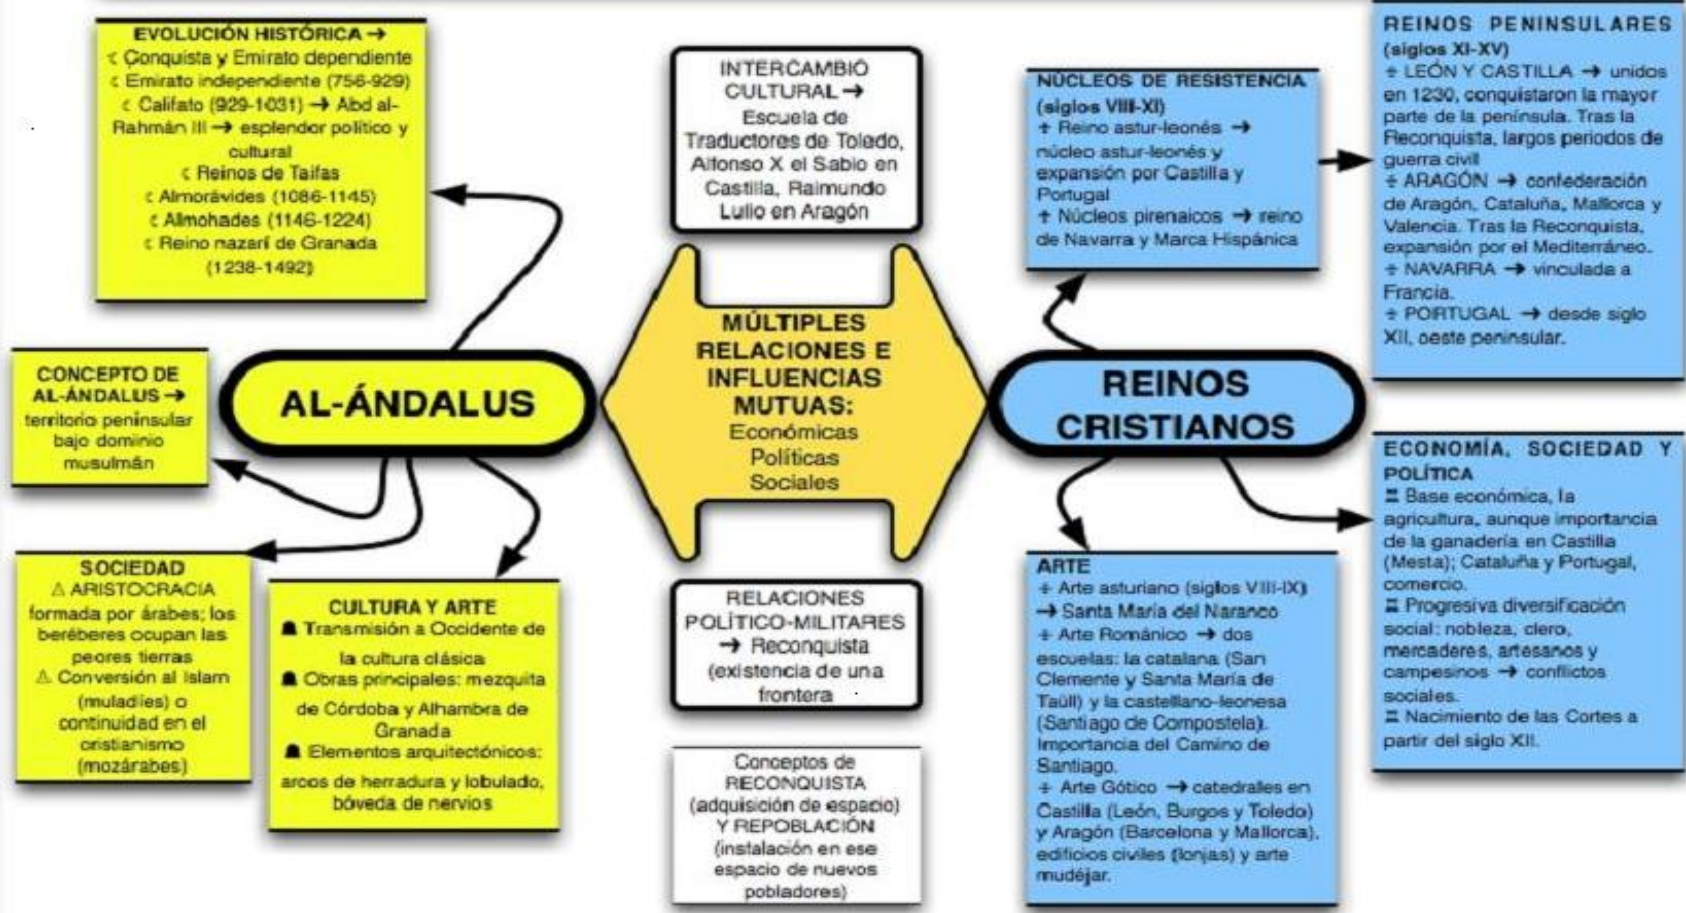 EVOLUCIÓN HISTÓRICA →
☾ Conquista y Emirato dependiente
☾ Emirato independiente (756-929)
☾ Califato (929-1031) → Abd al-
Rahmán III → esplendor político y
cultural
☾ Reinos de Taifas
☾ Almorávides (1086-1145)
☾ Almohades (1146-1224)
☾ Reino nazarí de Granada
(1238-1492)
CONCEPTO DE
AL-ÁNDALUS →
territorio peninsular
bajo dominio
musulmán
AL-ÁNDALUS
SOCIEDAD
△ ARISTOCRACIA
formada por árabes; los
beréberes ocupan las
peores tierras
△ Conversión al Islam
(muladíes) o
continuidad en el
cristianismo
(mozárabes)
CULTURA Y ARTE
Transmisión a Occidente de
la cultura clásica
Obras principales: mezquita
de Córdoba y Alhambra de
Granada
Elementos arquitectónicos:
arcos de herradura y lobulado,
bóveda de nervios
INTERCAMBIO
CULTURAL →
Escuela de
Traductores de Toledo,
Alfonso X el Sabio en
Castilla, Raimundo
Lulio en Aragón
MÚLTIPLES
RELACIONES E
INFLUENCIAS
MUTUAS:
Económicas
Políticas
Sociales
RELACIONES
POLÍTICO-MILITARES
→ Reconquista
(existencia de una
frontera
Conceptos de
RECONQUISTA
(adquisición de espacio)
Y REPOBLACIÓN
(instalación en ese
espacio de nuevos
pobladores)
NÚCLEOS DE RESISTENCIA
(siglos VIII-XI)
✝ Reino astur-leonés →
núcleo astur-leonés y
expansión por Castilla y
Portugal
✝ Núcleos pirenaicos → reino
de Navarra y Marca Hispánica
REINOS PENINSULARES
(siglos XI-XV)
✝ LEÓN Y CASTILLA → unidos
en 1230, conquistaron la mayor
parte de la península. Tras la
Reconquista, largos periodos de
guerra civil
✝ ARAGÓN → confederación
de Aragón, Cataluña, Mallorca y
Valencia. Tras la Reconquista,
expansión por el Mediterráneo.
✝ NAVARRA → vinculada a
Francia.
✝ PORTUGAL → desde siglo
XII, oeste peninsular.
REINOS
CRISTIANOS
ARTE
✝ Arte asturiano (siglos VIII-IX)
→ Santa María del Naranco
✝ Arte Románico → dos
escuelas: la catalana (San
Clemente y Santa María de
Taüll) y la castellano-leonesa
(Santiago de Compostela).
Importancia del Camino de
Santiago.
✝ Arte Gótico → catedrales en
Castilla (León, Burgos y Toledo)
y Aragón (Barcelona y Mallorca),
edificios civiles (lonjas) y arte
mudéjar.
ECONOMÍA, SOCIEDAD Y
POLÍTICA
♖ Base económica, la
agricultura, aunque importancia
de la ganadería en Castilla
(Mesta); Cataluña y Portugal,
comercio.
♖ Progresiva diversificación
social: nobleza, clero,
mercaderes, artesanos y
campesinos → conflictos
sociales.
♖ Nacimiento de las Cortes a
partir del siglo XII.